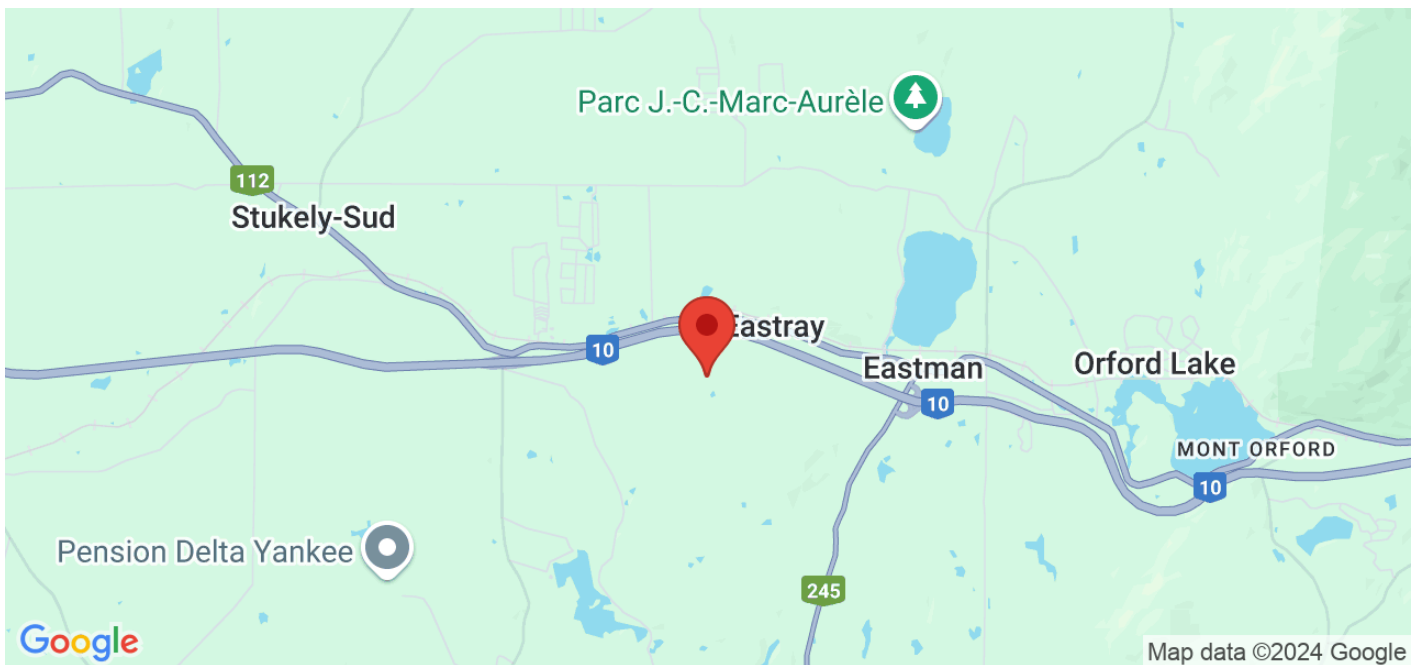 Parc J.-C.-Marc-Aurèle
112
Stukely-Sud
Eastray
10
Eastman
Orford Lake
10
MONT ORFORD
10
Pension Delta Yankee
245
Google
Map data ©2024 Google